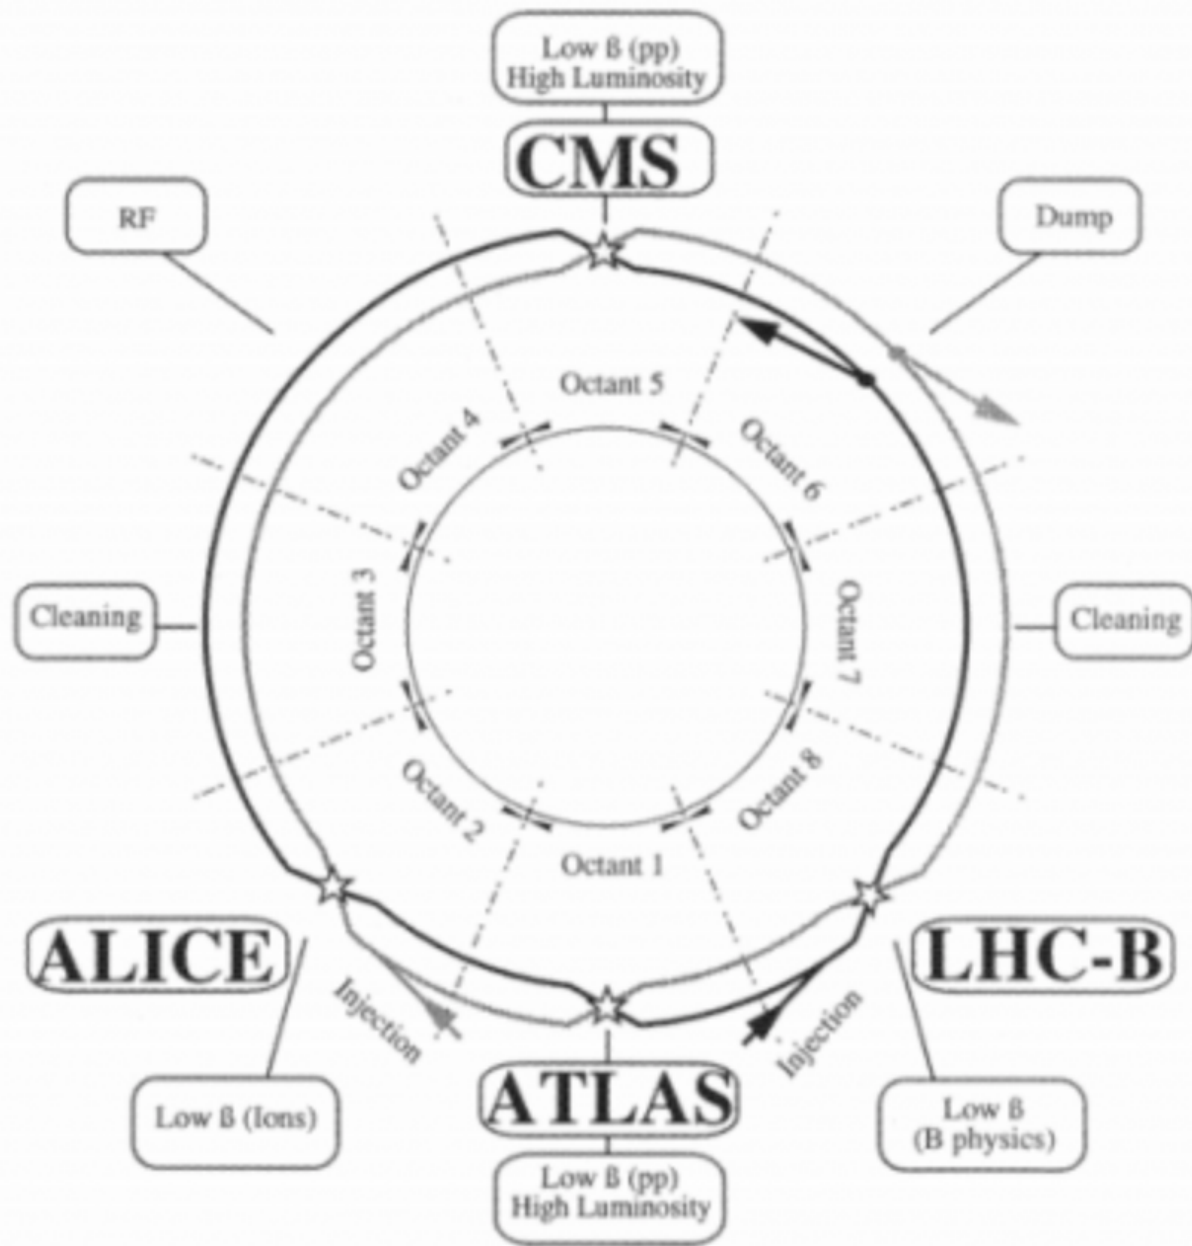 Low ß (pp)
High Luminosity
CMS
RF
Dump
Octant 5
Octant 4
Octant 6
Cleaning
Octant 3
Octant 7
Cleaning
Octant 2
Octant 8
Octant 1
ALICE
LHC-B
Injection
Injection
ATLAS
Low ß (Ions)
Low ß
(B physics)
Low ß (pp)
High Luminosity